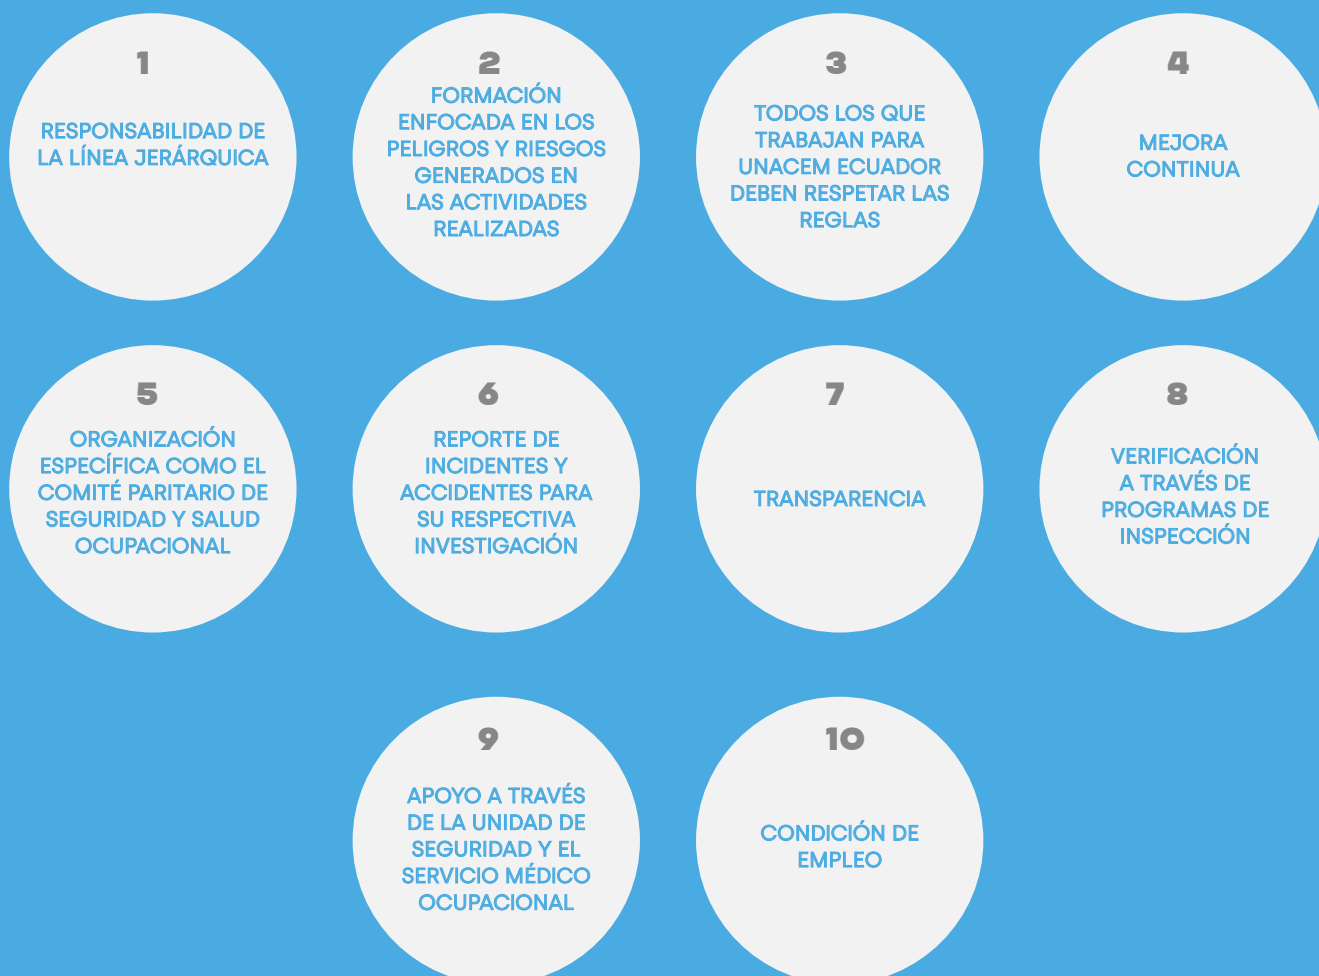 1
RESPONSABILIDAD DE
LA LÍNEA JERÁRQUICA
2
FORMACIÓN
ENFOCADA EN LOS
PELIGROS Y RIESGOS
GENERADOS EN
LAS ACTIVIDADES
REALIZADAS
3
TODOS LOS QUE
TRABAJAN PARA
UNACEM ECUADOR
DEBEN RESPETAR LAS
REGLAS
4
MEJORA
CONTINUA
5
ORGANIZACIÓN
ESPECÍFICA COMO EL
COMITÉ PARITARIO DE
SEGURIDAD Y SALUD
OCUPACIONAL
6
REPORTE DE
INCIDENTES Y
ACCIDENTES PARA
SU RESPECTIVA
INVESTIGACIÓN
7
TRANSPARENCIA
8
VERIFICACIÓN
A TRAVÉS DE
PROGRAMAS DE
INSPECCIÓN
9
APOYO A TRAVÉS
DE LA UNIDAD DE
SEGURIDAD Y EL
SERVICIO MÉDICO
OCUPACIONAL
10
CONDICIÓN DE
EMPLEO